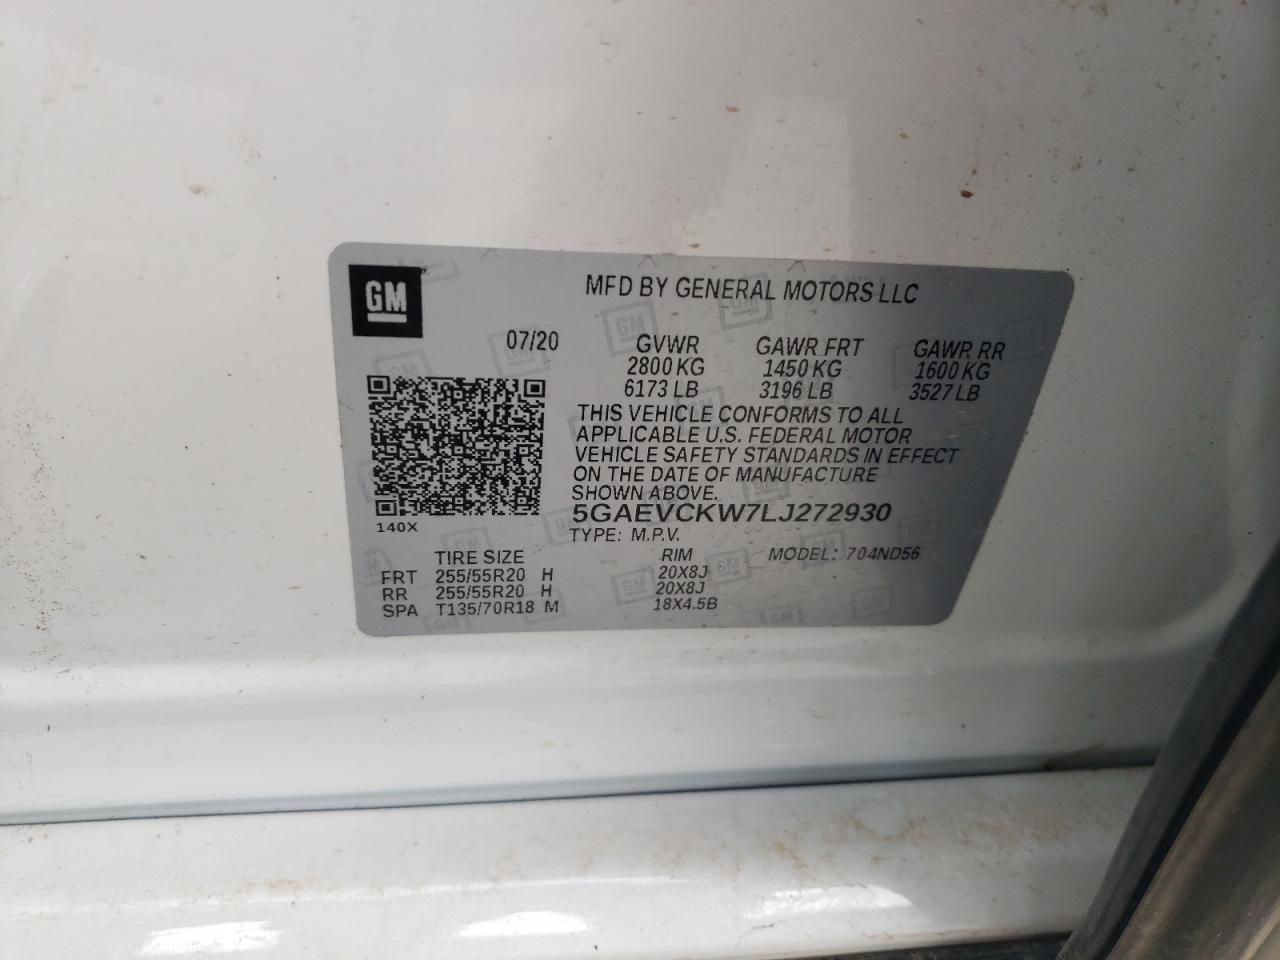 GM
MFD BY GENERAL MOTORS LLC
07/20 GVWR GAWR FRT GAWR RR
2800 KG 1450 KG 1600 KG
6173 LB 3196 LB 3527 LB
THIS VEHICLE CONFORMS TO ALL
APPLICABLE U.S. FEDERAL MOTOR
VEHICLE SAFETY STANDARDS IN EFFECT
ON THE DATE OF MANUFACTURE
SHOWN ABOVE.
5GAEVCKW7LJ272930
140X
TYPE: M.P.V.
TIRE SIZE RIM MODEL: 704ND56
FRT 255/55R20 H 20X8J
RR 255/55R20 H 20X8J
SPA T135/70R18 M 18X4.5B